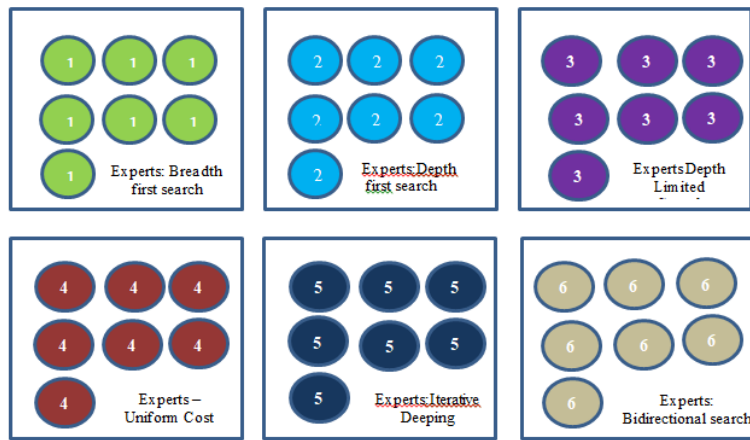 1 1 1
1 1 1
1
Experts: Breadth
first search
2 2 2
2 2 2
2
Experts:Depth
first search
3 3 3
3 3 3
3
ExpertsDepth
Limited
4 4 4
4 4 4
4
Experts –
Uniform Cost
5 5 5
5 5 5
5
Experts:Iterative
Deeping
6 6 6
6 6 6
6
Experts:
Bidirectional search